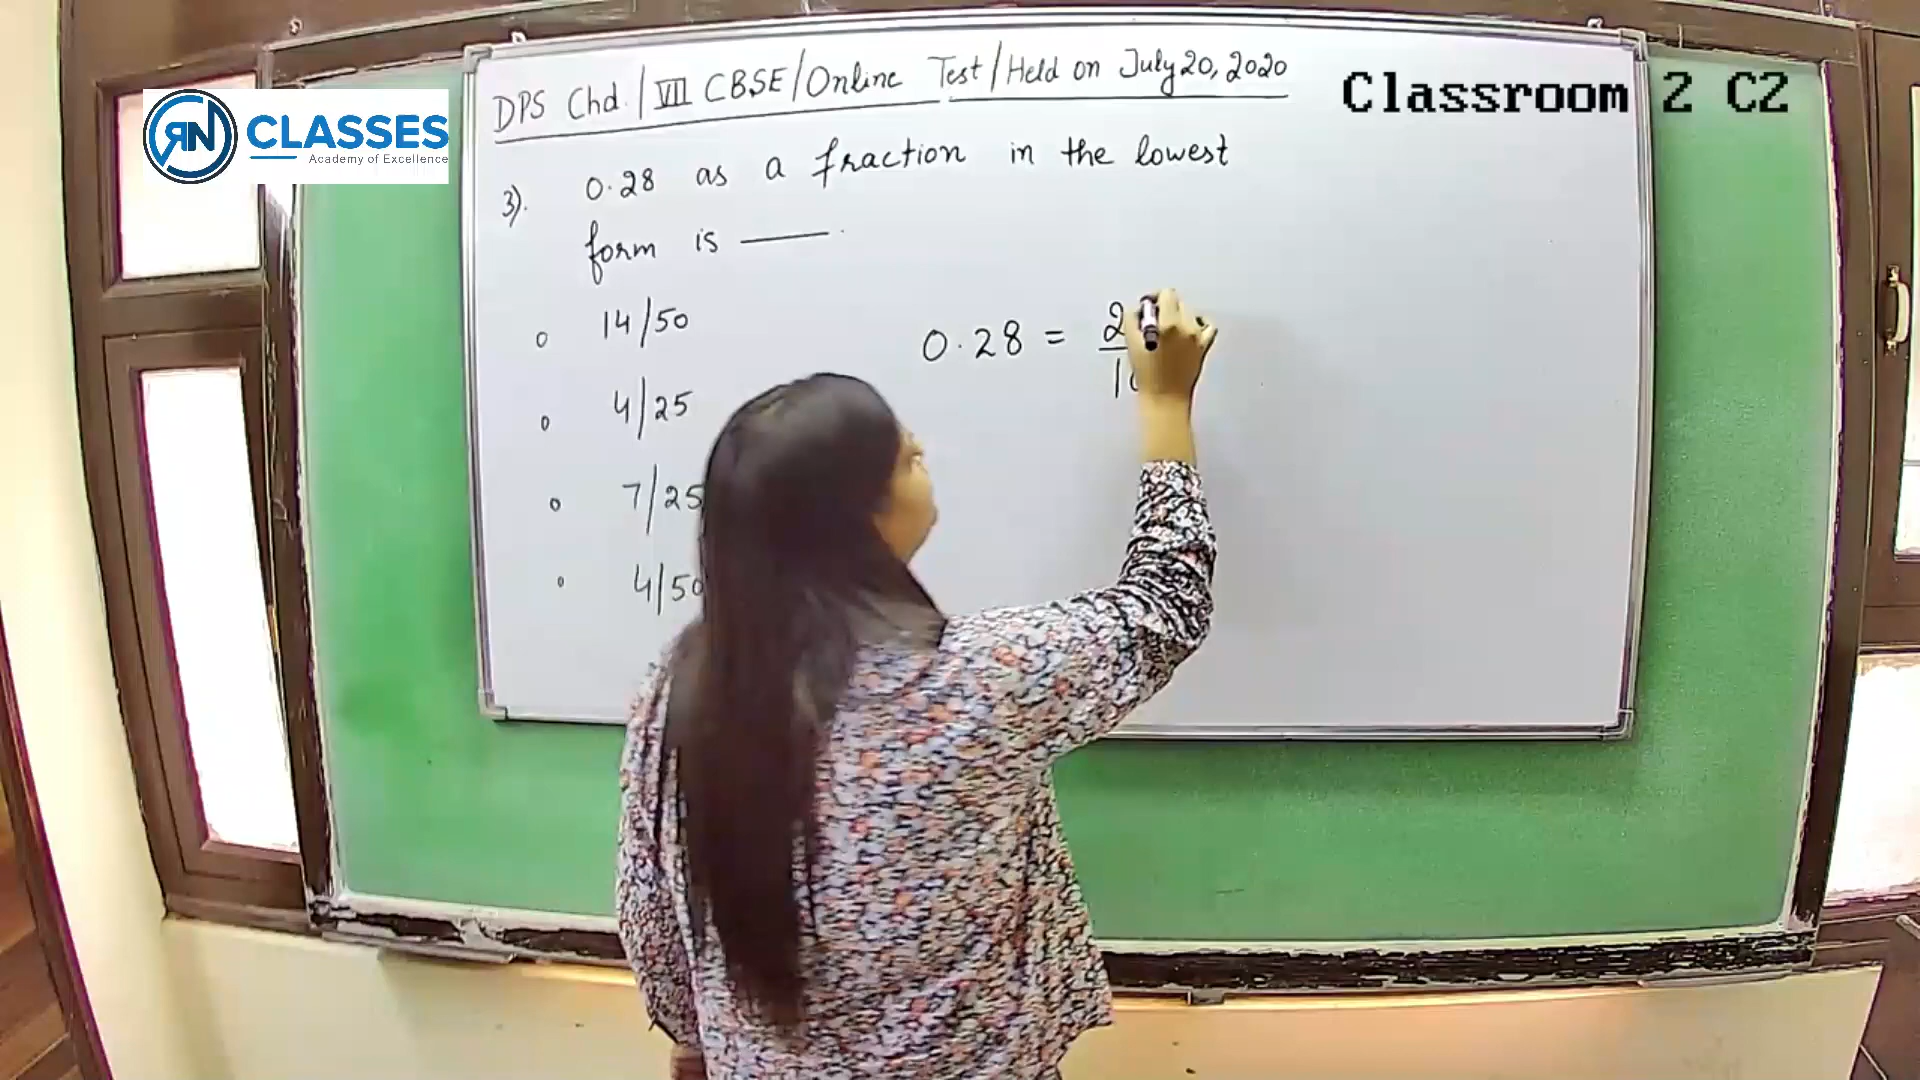 DPS Chd. / VII CBSE / Online Test / Held on July 20, 2020
Classroom 2 C2
RN CLASSES
Academy of Excellence
3). 0.28 as a fraction in the lowest
form is ——.
14/50
4/25
7/25
4/50
0.28 =